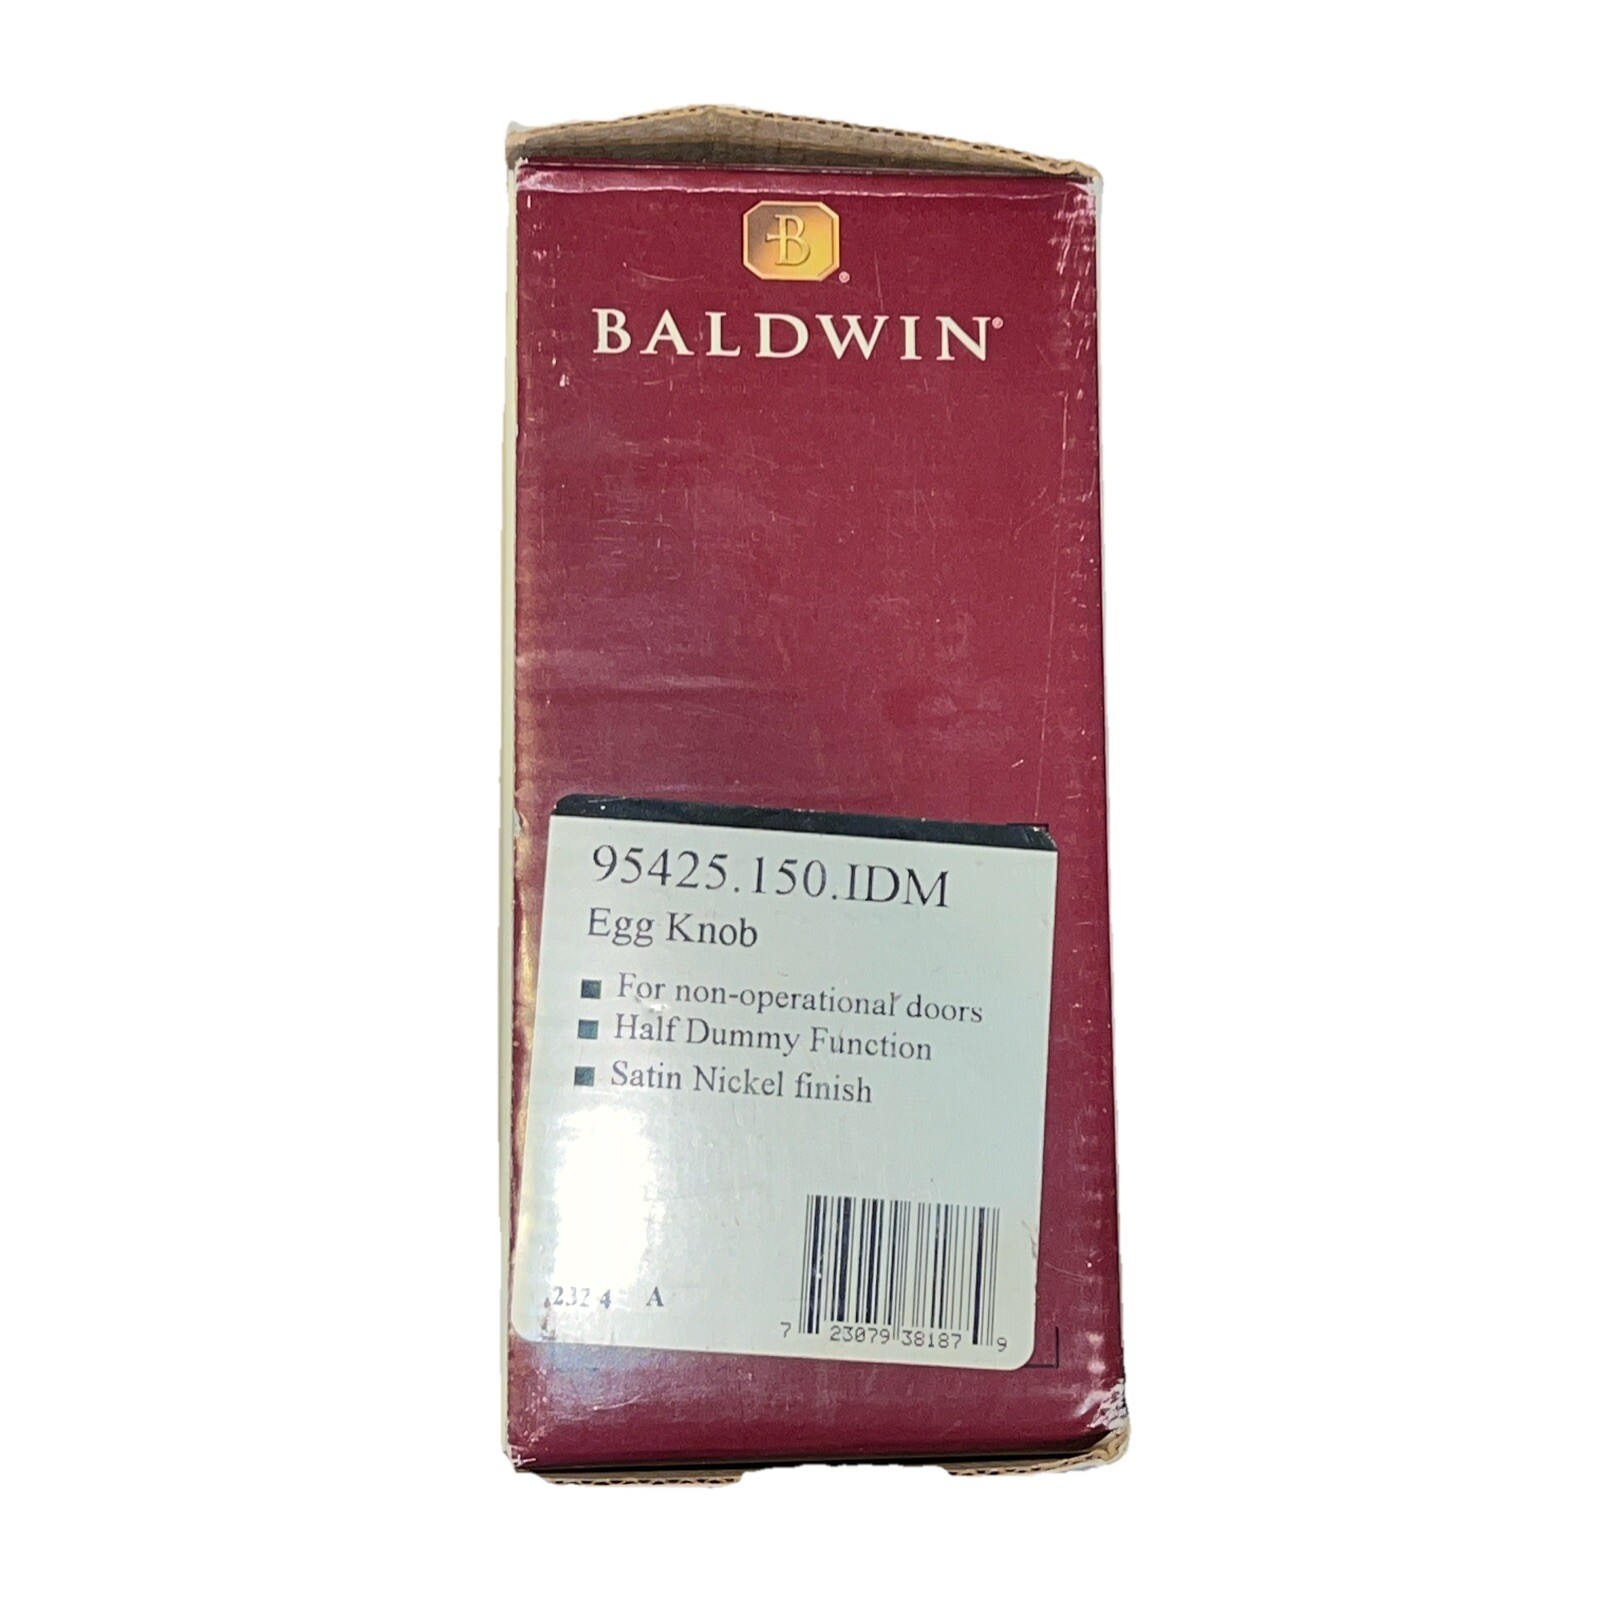 B®
BALDWIN®
95425.150.IDM
Egg Knob
■ For non-operational doors
■ Half Dummy Function
■ Satin Nickel finish
A
7 23079 38187 9